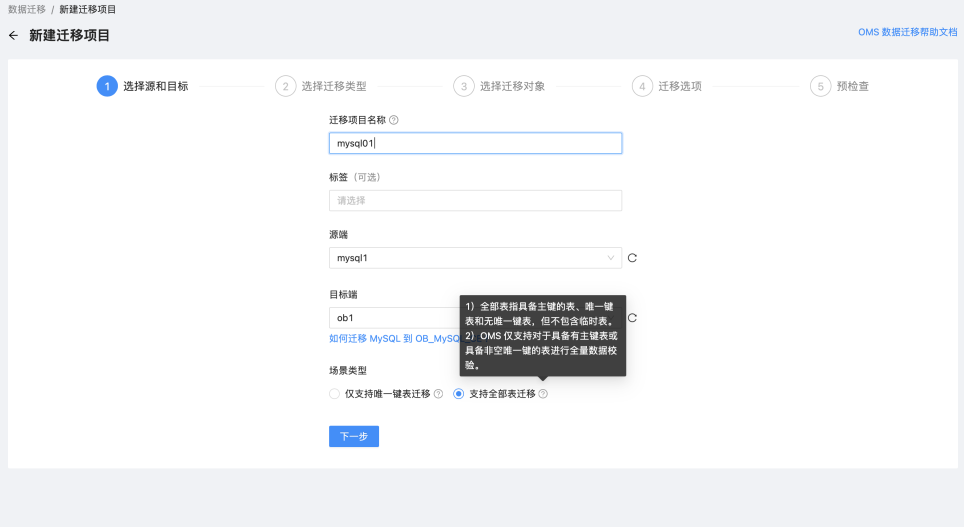 数据迁移 / 新建迁移项目
← 新建迁移项目
OMS 数据迁移帮助文档
1 选择源和目标
2 选择迁移类型
3 选择迁移对象
4 迁移选项
5 预检查
迁移项目名称
mysql01
标签（可选）
请选择
源端
mysql1
目标端
ob1
1）全部表指具备主键的表、唯一键
表和无唯一键表，但不包含临时表。
2）OMS 仅支持对于具备有主键表或
具备非空唯一键的表进行全量数据校
验。
如何迁移 MySQL 到 OB_MySQL
场景类型
仅支持唯一键表迁移
支持全部表迁移
下一步